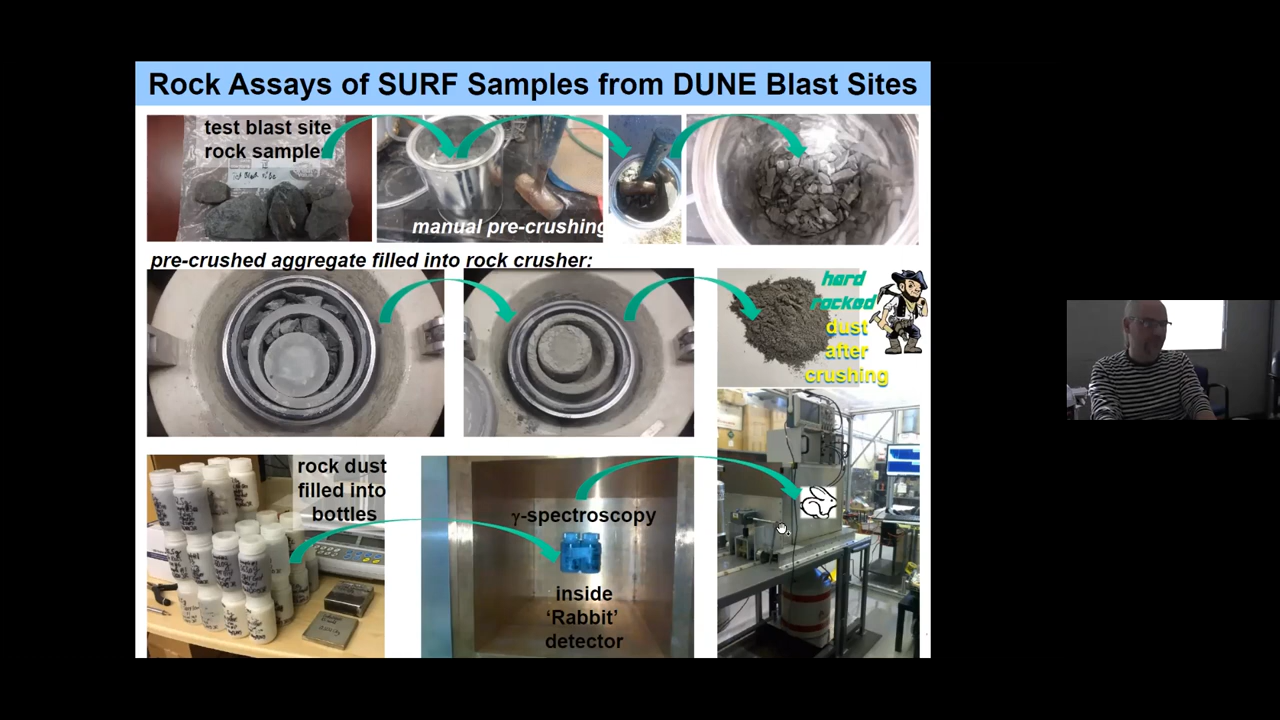 Rock Assays of SURF Samples from DUNE Blast Sites
test blast site
rock samples
manual pre-crushing
pre-crushed aggregate filled into rock crusher:
hard
rocked
dust
after
crushing
rock dust
filled into
bottles
γ-spectroscopy
inside
‘Rabbit’
detector